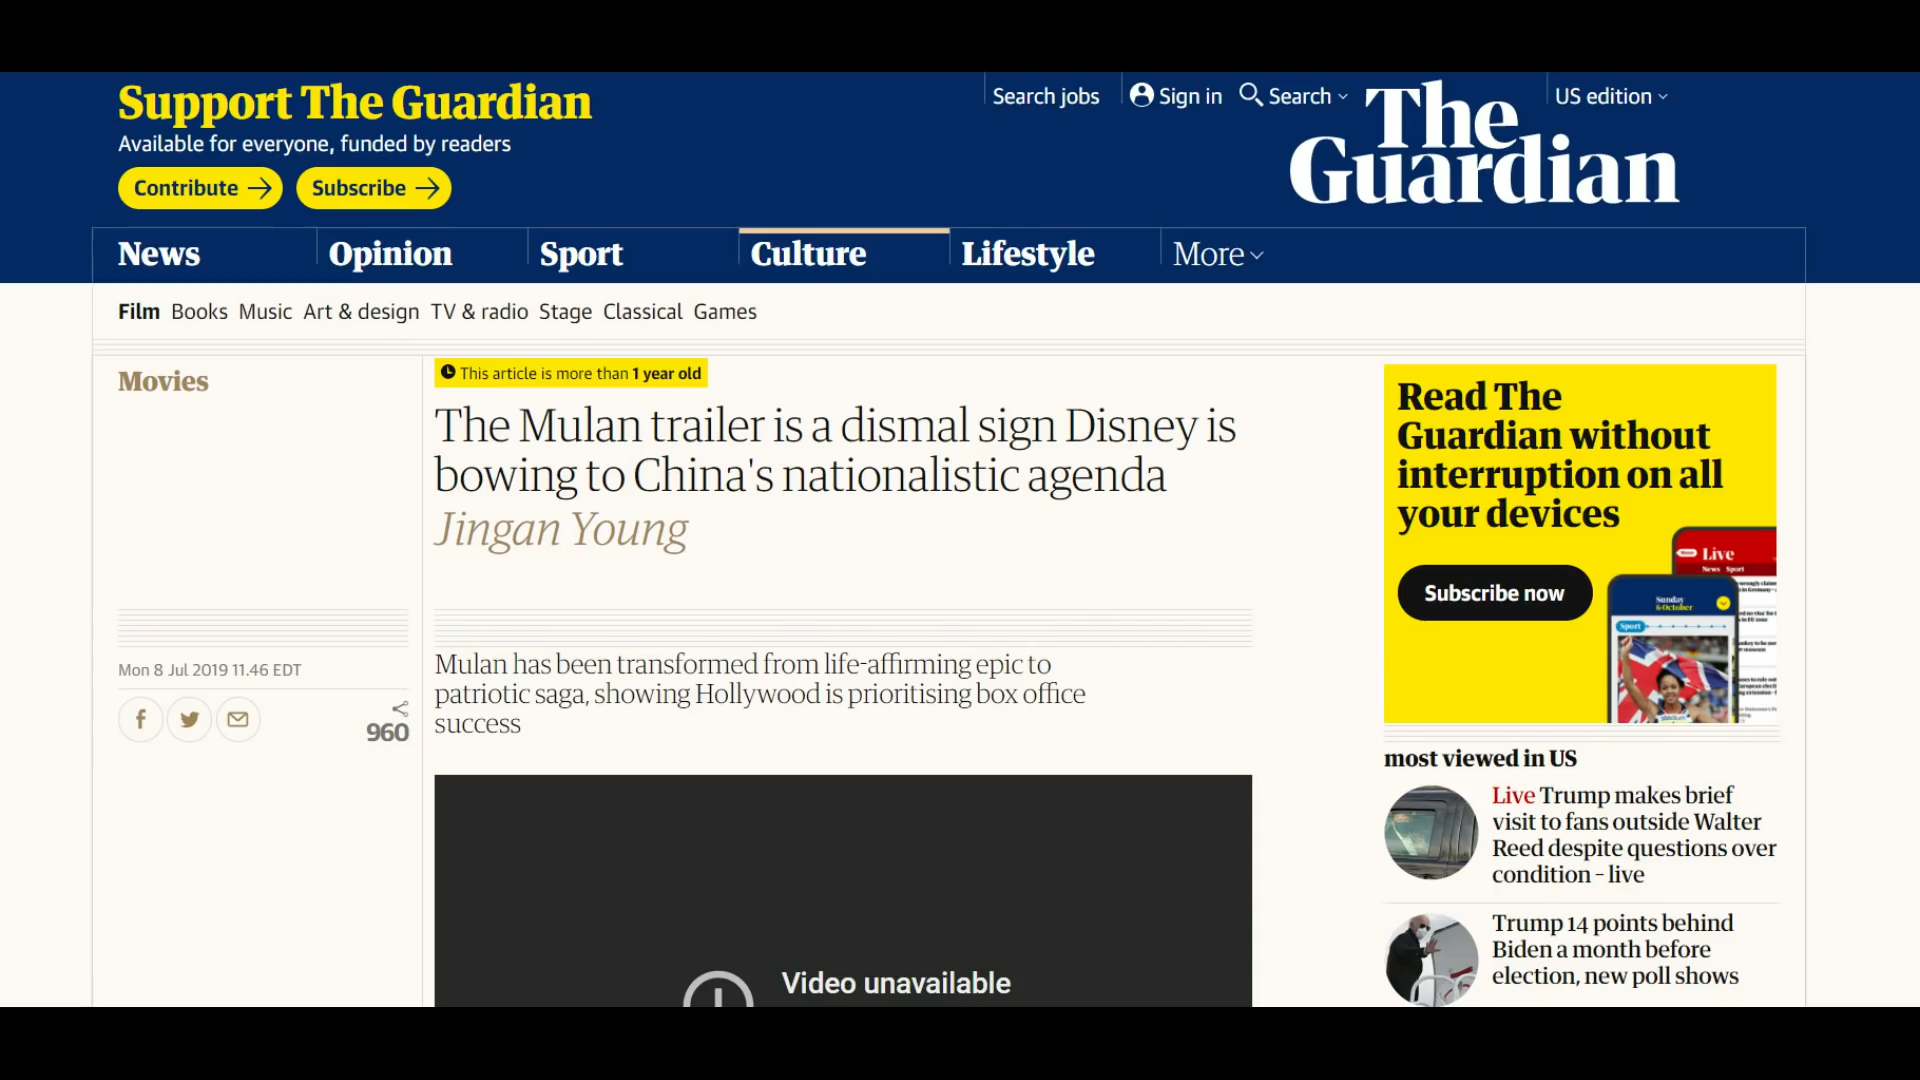 Support The Guardian
Available for everyone, funded by readers
Contribute
Subscribe
Search jobs
Sign in
Search
US edition
The
Guardian
News
Opinion
Sport
Culture
Lifestyle
More
Film
Books
Music
Art & design
TV & radio
Stage
Classical
Games
Movies
This article is more than 1 year old
The Mulan trailer is a dismal sign Disney is
bowing to China's nationalistic agenda
Jingan Young
Mon 8 Jul 2019 11.46 EDT
960
Mulan has been transformed from life-affirming epic to
patriotic saga, showing Hollywood is prioritising box office
success
Video unavailable
Read The
Guardian without
interruption on all
your devices
Subscribe now
Live
News Sport
Sunday
6 October
Sport
most viewed in US
Live Trump makes brief
visit to fans outside Walter
Reed despite questions over
condition – live
Trump 14 points behind
Biden a month before
election, new poll shows